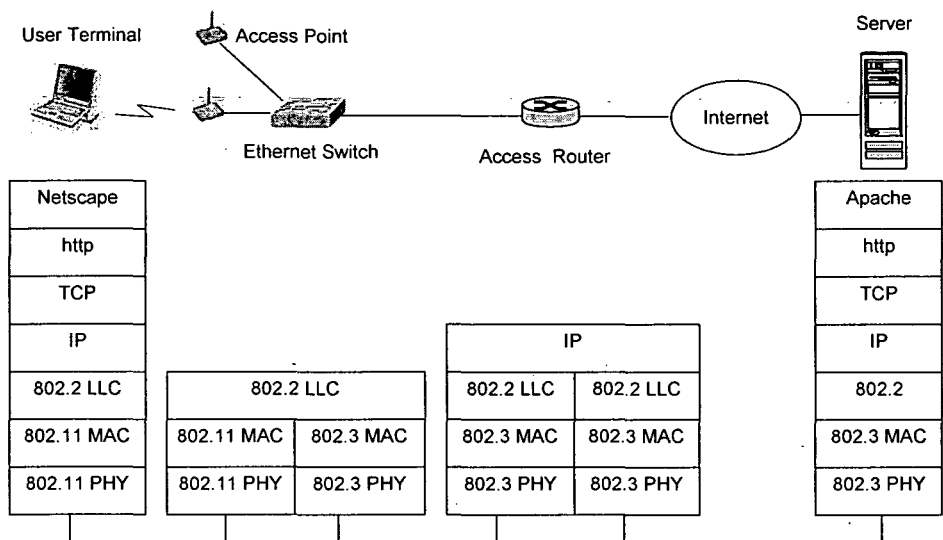 User Terminal
Access Point
Server
Ethernet Switch
Access Router
Internet
Netscape
http
TCP
IP
802.2 LLC
802.11 MAC
802.11 PHY
802.2 LLC
802.11 MAC 802.3 MAC
802.11 PHY 802.3 PHY
IP
802.2 LLC 802.2 LLC
802.3 MAC 802.3 MAC
802.3 PHY 802.3 PHY
Apache
http
TCP
IP
802.2
802.3 MAC
802.3 PHY